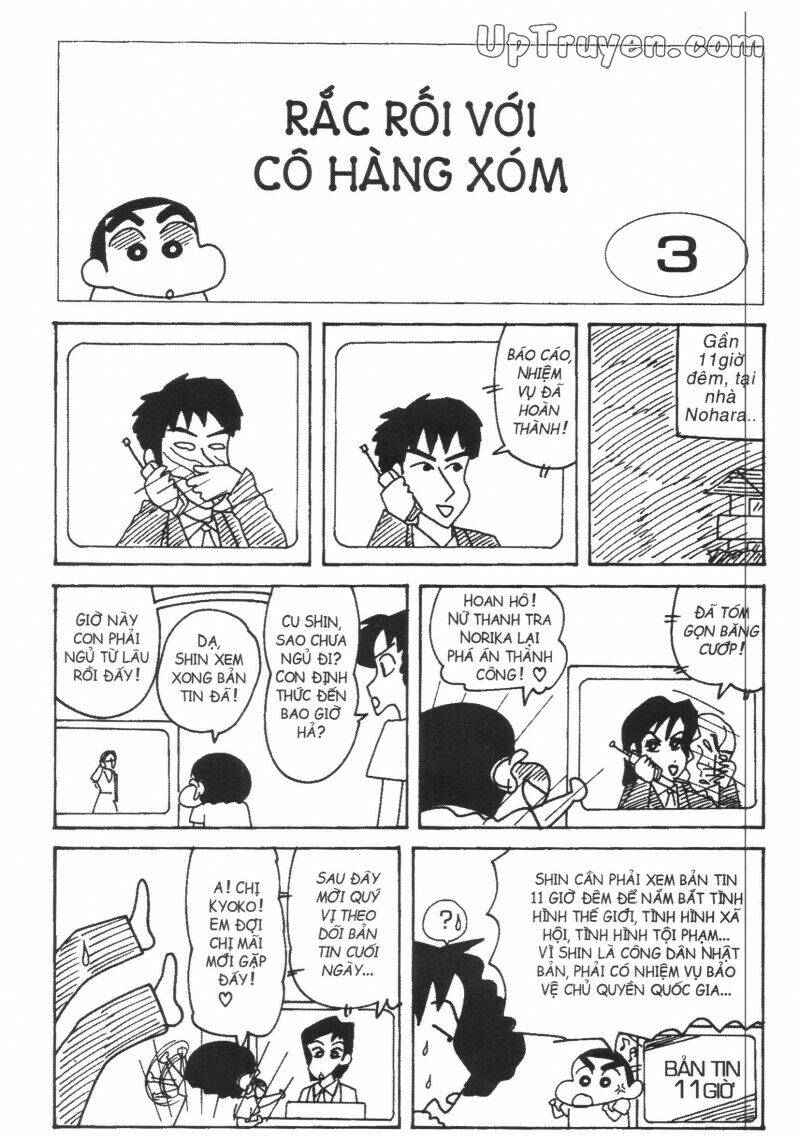 UpTruyen.com
RẮC RỐI VỚI
CÔ HÀNG XÓM
3
Gần
11giờ
đêm, tại
nhà
Nohara..
BÁO CÁO,
NHIỆM
VỤ ĐÃ
HOÀN
THÀNH!
ĐÃ TÓM
GỌN BĂNG
CƯỚP!
HOAN HÔ!
NỮ THANH TRA
NORIKA LẠI
PHÁ ÁN THÀNH
CÔNG! ♡
CU SHIN,
SAO CHƯA
NGỦ ĐI?
CON ĐỊNH
THỨC ĐẾN
BAO GIỜ
HẢ?
DẠ,
SHIN XEM
XONG BẢN
TIN ĐÃ!
GIỜ NÀY
CON PHẢI
NGỦ TỪ LÂU
RỒI ĐẤY!
SHIN CẦN PHẢI XEM BẢN TIN
11 GIỜ ĐÊM ĐỂ NẮM BẮT TÌNH
HÌNH THẾ GIỚI, TÌNH HÌNH XÃ
HỘI, TÌNH HÌNH TỘI PHẠM...
VÌ SHIN LÀ CÔNG DÂN NHẬT
BẢN, PHẢI CÓ NHIỆM VỤ BẢO
VỆ CHỦ QUYỀN QUỐC GIA...
?
BẢN TIN
11GIỜ
SAU ĐÂY
MỜI QUÝ
VỊ THEO
DÕI BẢN
TIN CUỐI
NGÀY...
A! CHỊ
KYOKO!
EM ĐỢI
CHỊ MÃI
MỚI GẶP
ĐẤY!
♡